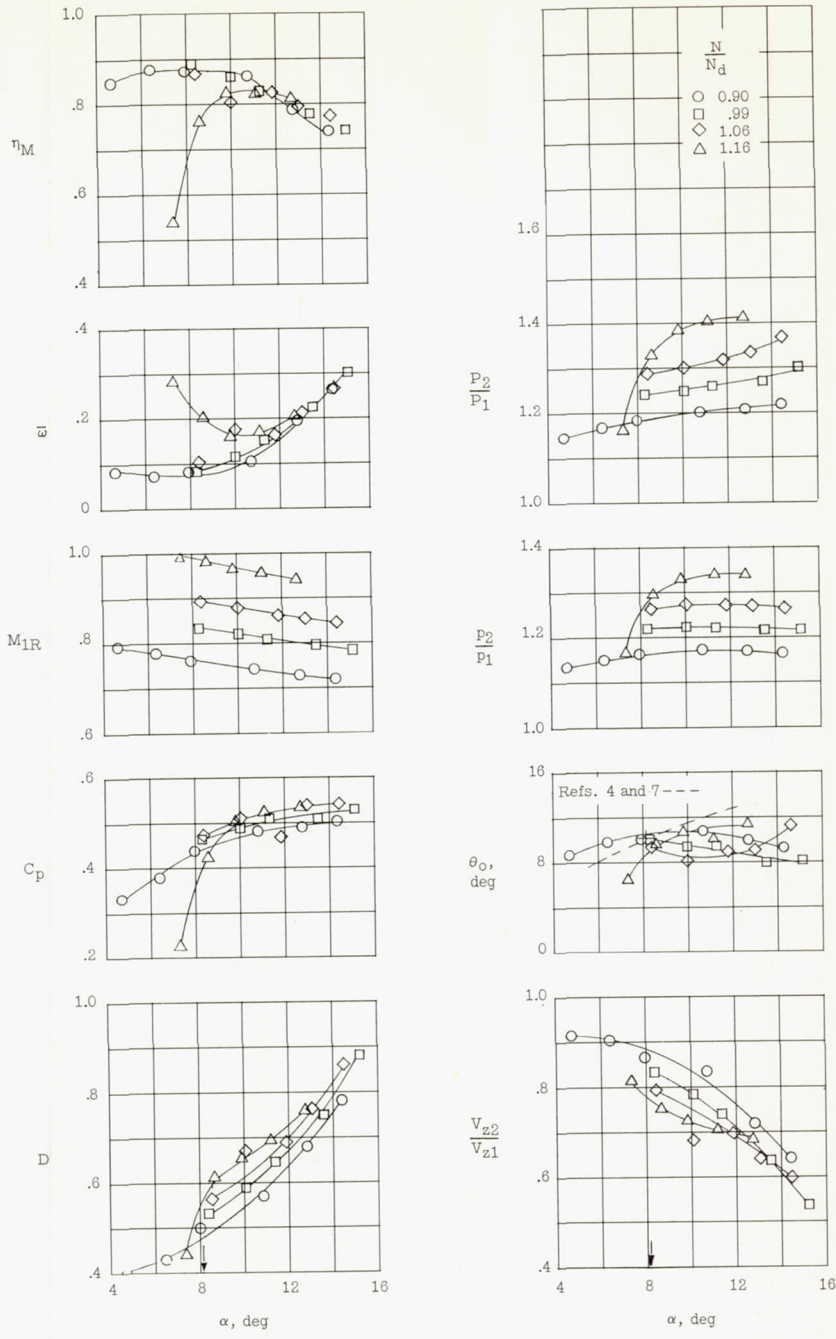 1.0
.8
η_M
.6
.4
.4
.2
ω̄
0
1.0
M_1R
.8
.6
.6
C_p
.4
.2
1.0
.8
D
.6
.4
4 8 12 16
α, deg
N
N_d
○ 0.90
□ .99
◇ 1.06
△ 1.16
1.6
1.4
P_2
P_1
1.2
1.0
1.4
p_2
p_1
1.2
1.0
16
Refs. 4 and 7---
θ_o,
deg
8
0
1.0
.8
V_z2
V_z1
.6
.4
4 8 12 16
α, deg